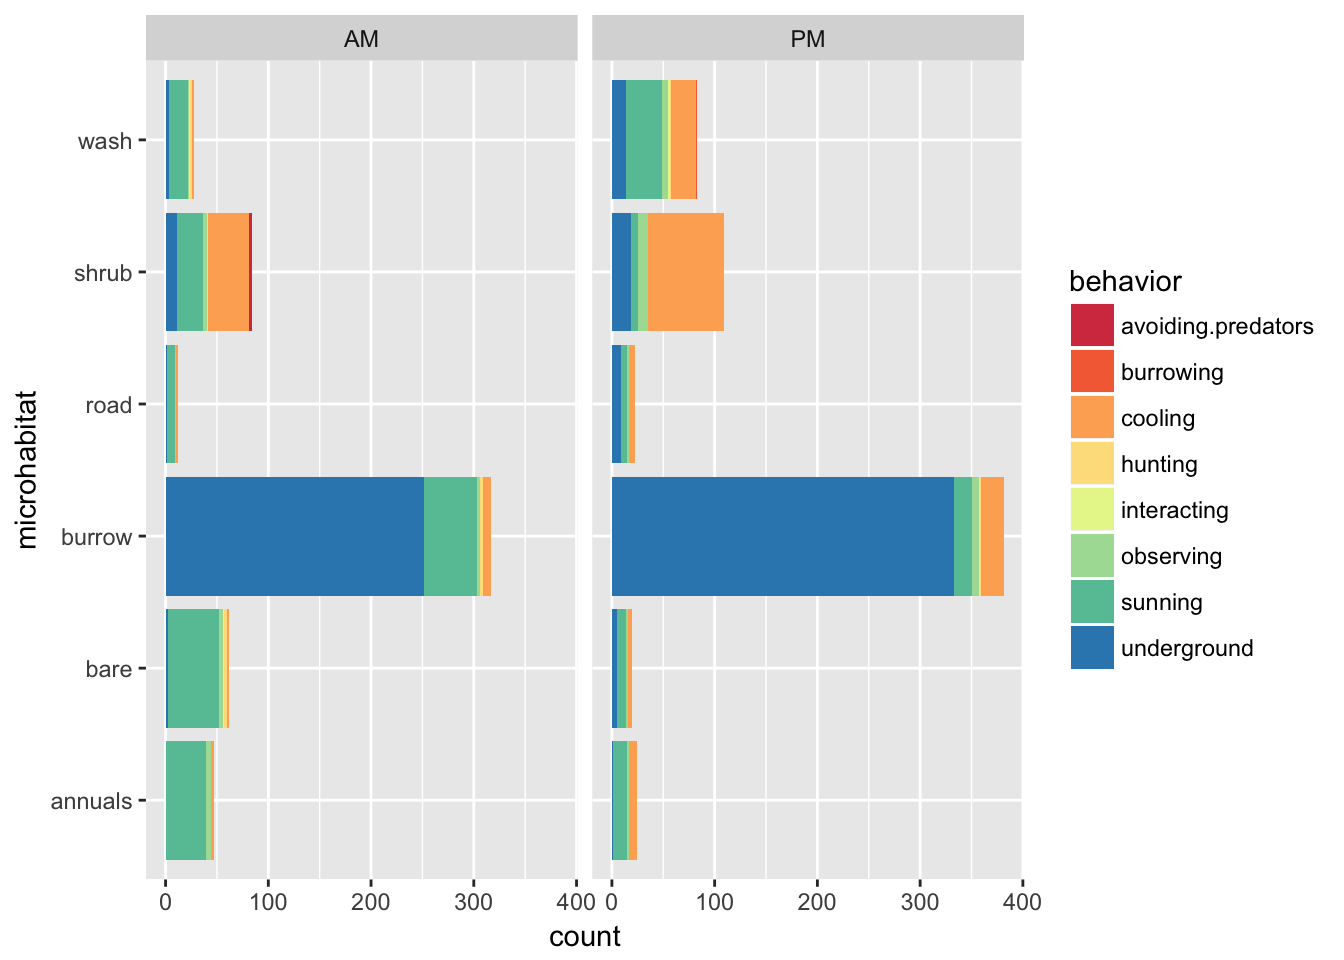 AM
PM
wash
shrub
road
burrow
bare
annuals
microhabitat
0 100 200 300 400
0 100 200 300 400
count
behavior
avoiding.predators
burrowing
cooling
hunting
interacting
observing
sunning
underground